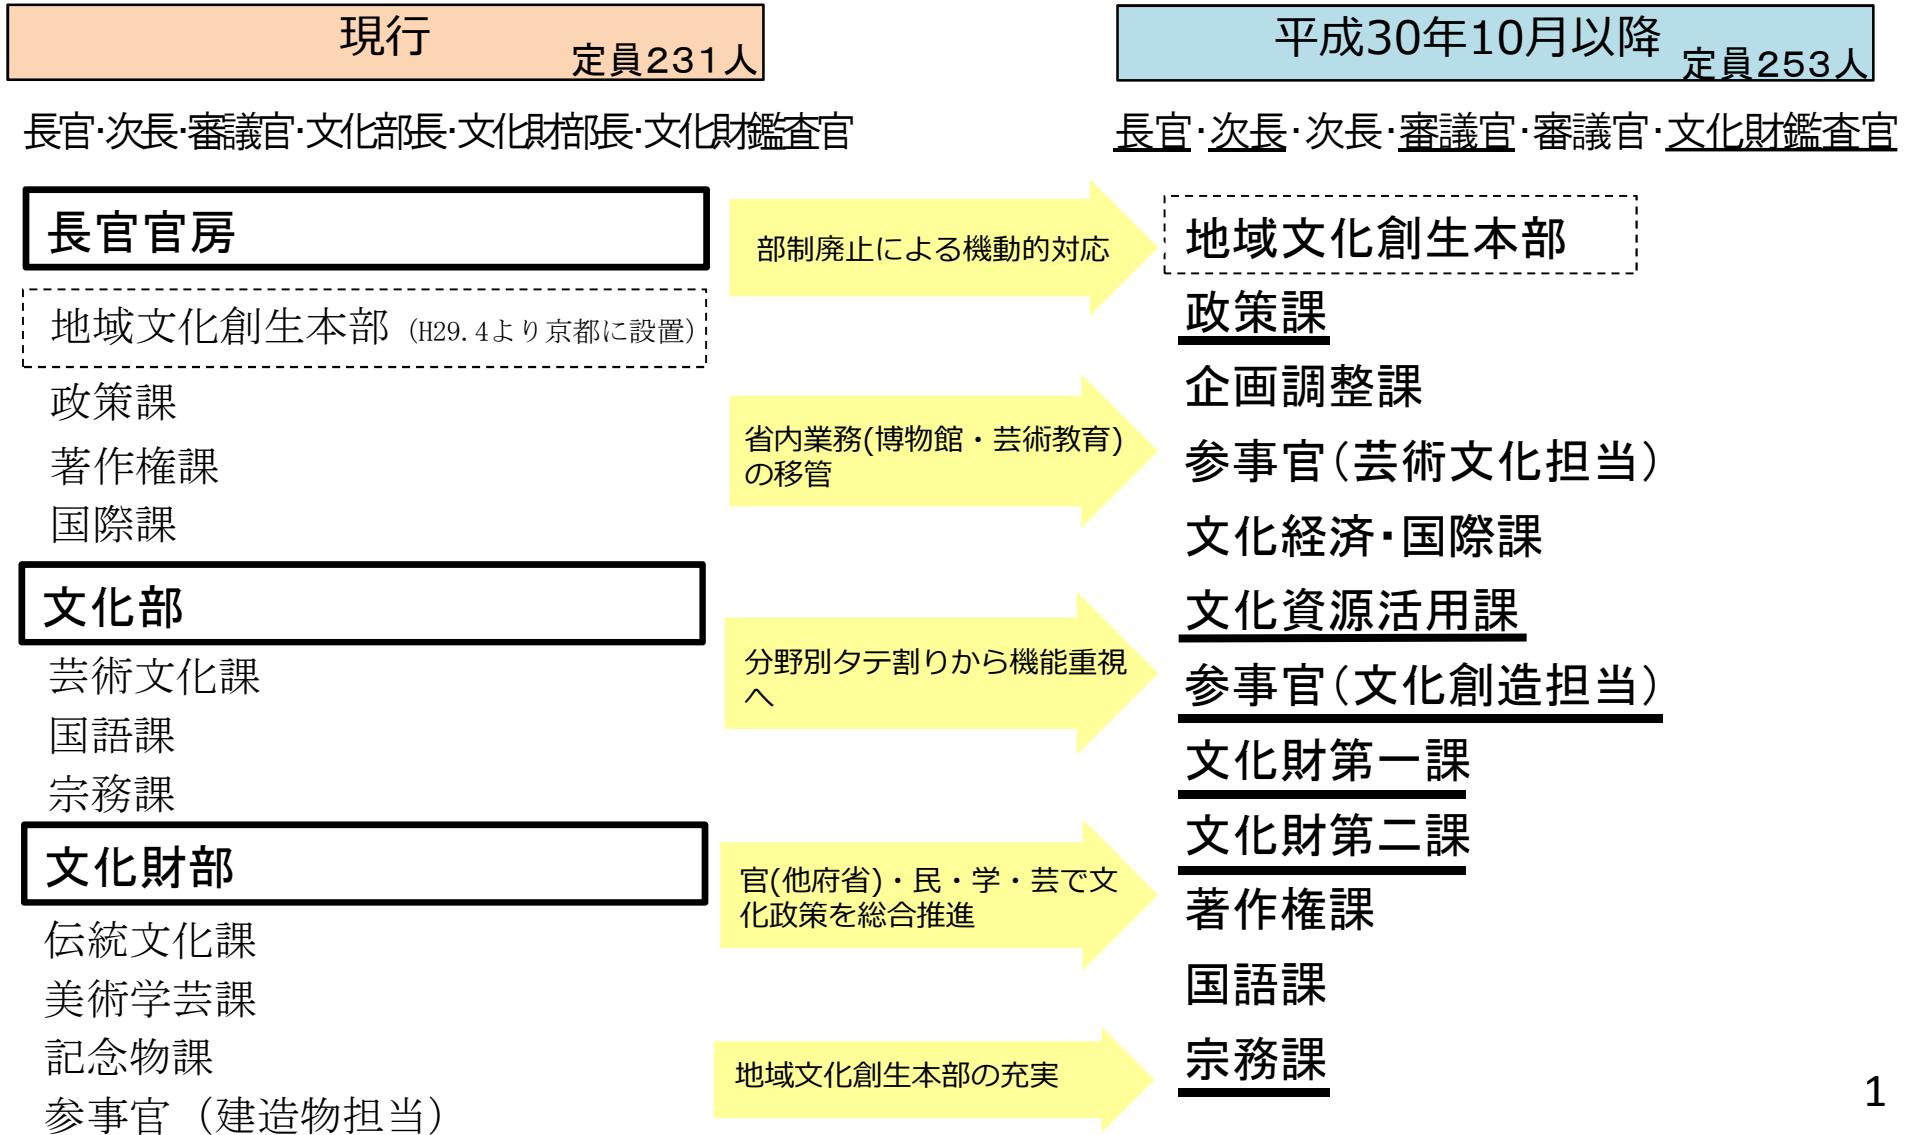 現行
定員231人
長官・次長・審議官・文化部長・文化財部長・文化財鑑査官
長官官房
地域文化創生本部（H29.4より京都に設置）
政策課
著作権課
国際課
文化部
芸術文化課
国語課
宗務課
文化財部
伝統文化課
美術学芸課
記念物課
参事官（建造物担当）
部制廃止による機動的対応
省内業務(博物館・芸術教育)
の移管
分野別タテ割りから機能重視
へ
官(他府省)・民・学・芸で文
化政策を総合推進
地域文化創生本部の充実
平成30年10月以降
定員253人
長官・次長・次長・審議官・審議官・文化財鑑査官
地域文化創生本部
政策課
企画調整課
参事官（芸術文化担当）
文化経済・国際課
文化資源活用課
参事官（文化創造担当）
文化財第一課
文化財第二課
著作権課
国語課
宗務課
1